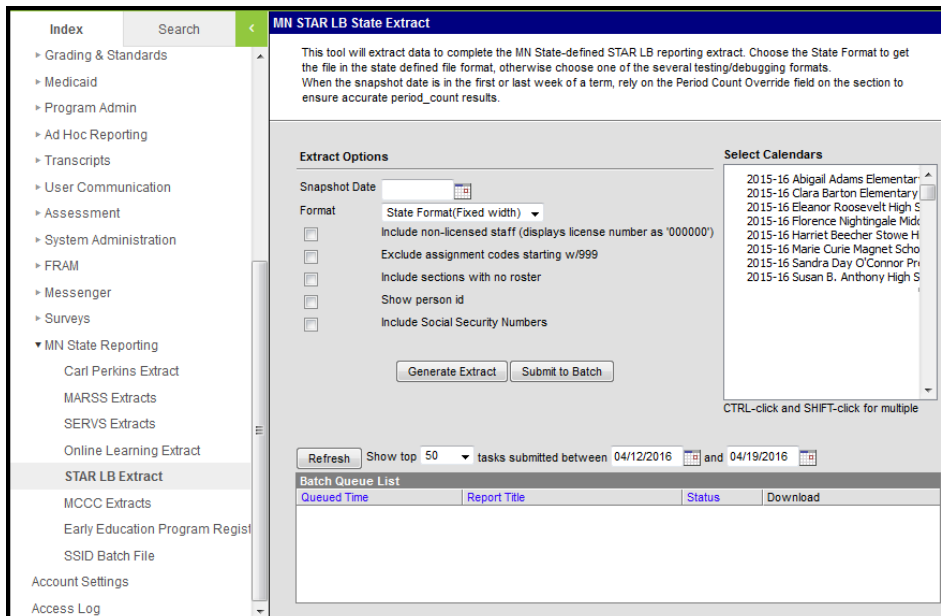 Index
Search
Grading & Standards
Medicaid
Program Admin
Ad Hoc Reporting
Transcripts
User Communication
Assessment
System Administration
FRAM
Messenger
Surveys
MN State Reporting
Carl Perkins Extract
MARSS Extracts
SERVS Extracts
Online Learning Extract
STAR LB Extract
MCCC Extracts
Early Education Program Regist
SSID Batch File
Account Settings
Access Log
MN STAR LB State Extract
This tool will extract data to complete the MN State-defined STAR LB reporting extract. Choose the State Format to get
the file in the state defined file format, otherwise choose one of the several testing/debugging formats.
When the snapshot date is in the first or last week of a term, rely on the Period Count Override field on the section to
ensure accurate period_count results.
Extract Options
Snapshot Date
Format State Format(Fixed width)
Include non-licensed staff (displays license number as '000000')
Exclude assignment codes starting w/999
Include sections with no roster
Show person id
Include Social Security Numbers
Generate Extract Submit to Batch
Select Calendars
2015-16 Abigail Adams Elementar
2015-16 Clara Barton Elementary
2015-16 Eleanor Roosevelt High S
2015-16 Florence Nightingale Midd
2015-16 Harriet Beecher Stowe H
2015-16 Marie Curie Magnet Scho
2015-16 Sandra Day O'Connor Pr
2015-16 Susan B. Anthony High S
CTRL-click and SHIFT-click for multiple
Refresh Show top 50 tasks submitted between 04/12/2016 and 04/19/2016
Batch Queue List
Queued Time Report Title Status Download